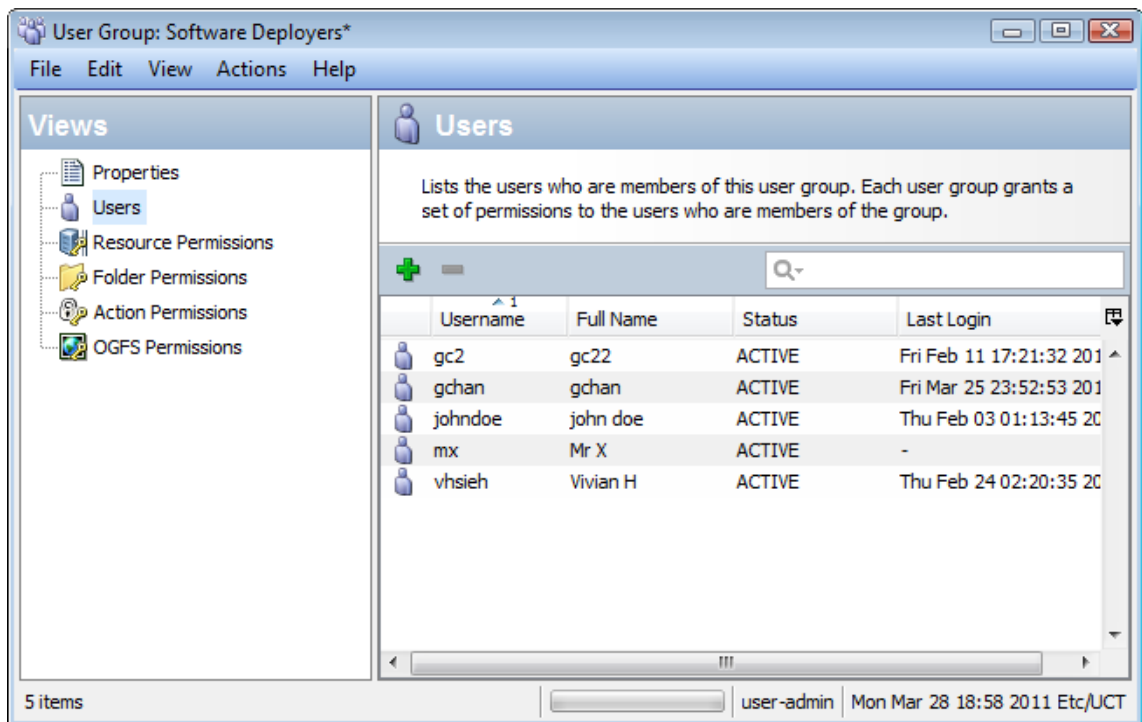 User Group: Software Deployers*
File Edit View Actions Help
Views
Properties
Users
Resource Permissions
Folder Permissions
Action Permissions
OGFS Permissions
Users
Lists the users who are members of this user group. Each user group grants a
set of permissions to the users who are members of the group.
1
Username Full Name Status Last Login
gc2 gc22 ACTIVE Fri Feb 11 17:21:32 201
gchan gchan ACTIVE Fri Mar 25 23:52:53 201
johndoe john doe ACTIVE Thu Feb 03 01:13:45 20
mx Mr X ACTIVE -
vhsieh Vivian H ACTIVE Thu Feb 24 02:20:35 20
5 items user-admin Mon Mar 28 18:58 2011 Etc/UCT